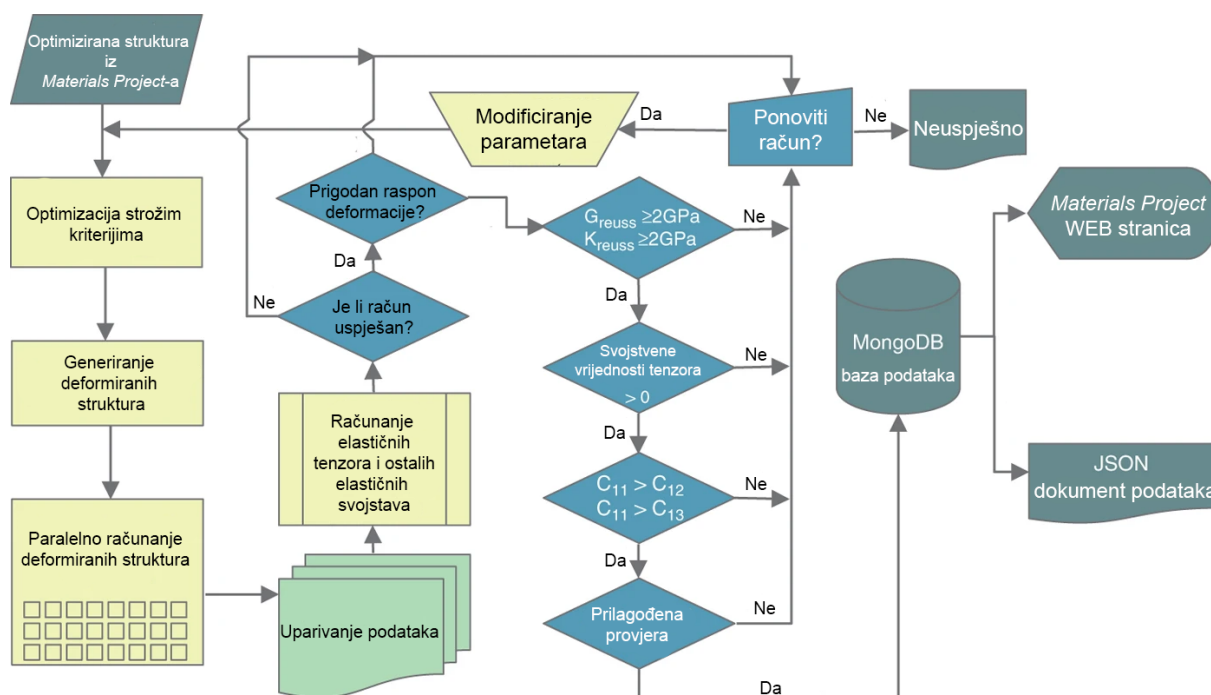 Optimizirana struktura
iz
Materials Project-a
Optimizacija strožim
kriterijima
Generiranje
deformiranih
struktura
Paralelno računanje
deformiranih struktura
Uparivanje podataka
Računanje
elastičnih
tenzora i ostalih
elastičnih
svojstava
Je li račun
uspješan?
Ne
Da
Prigodan raspon
deformacije?
Modificiranje
parametara
Da
Ponoviti
račun?
Ne
Neuspješno
Greuss ≥2GPa
Kreuss ≥2GPa
Ne
Da
Svojstvene
vrijednosti tenzora
> 0
Ne
Da
C11 > C12
C11 > C13
Ne
Da
Prilagođena
provjera
Ne
Da
MongoDB
baza podataka
Materials Project
WEB stranica
JSON
dokument podataka